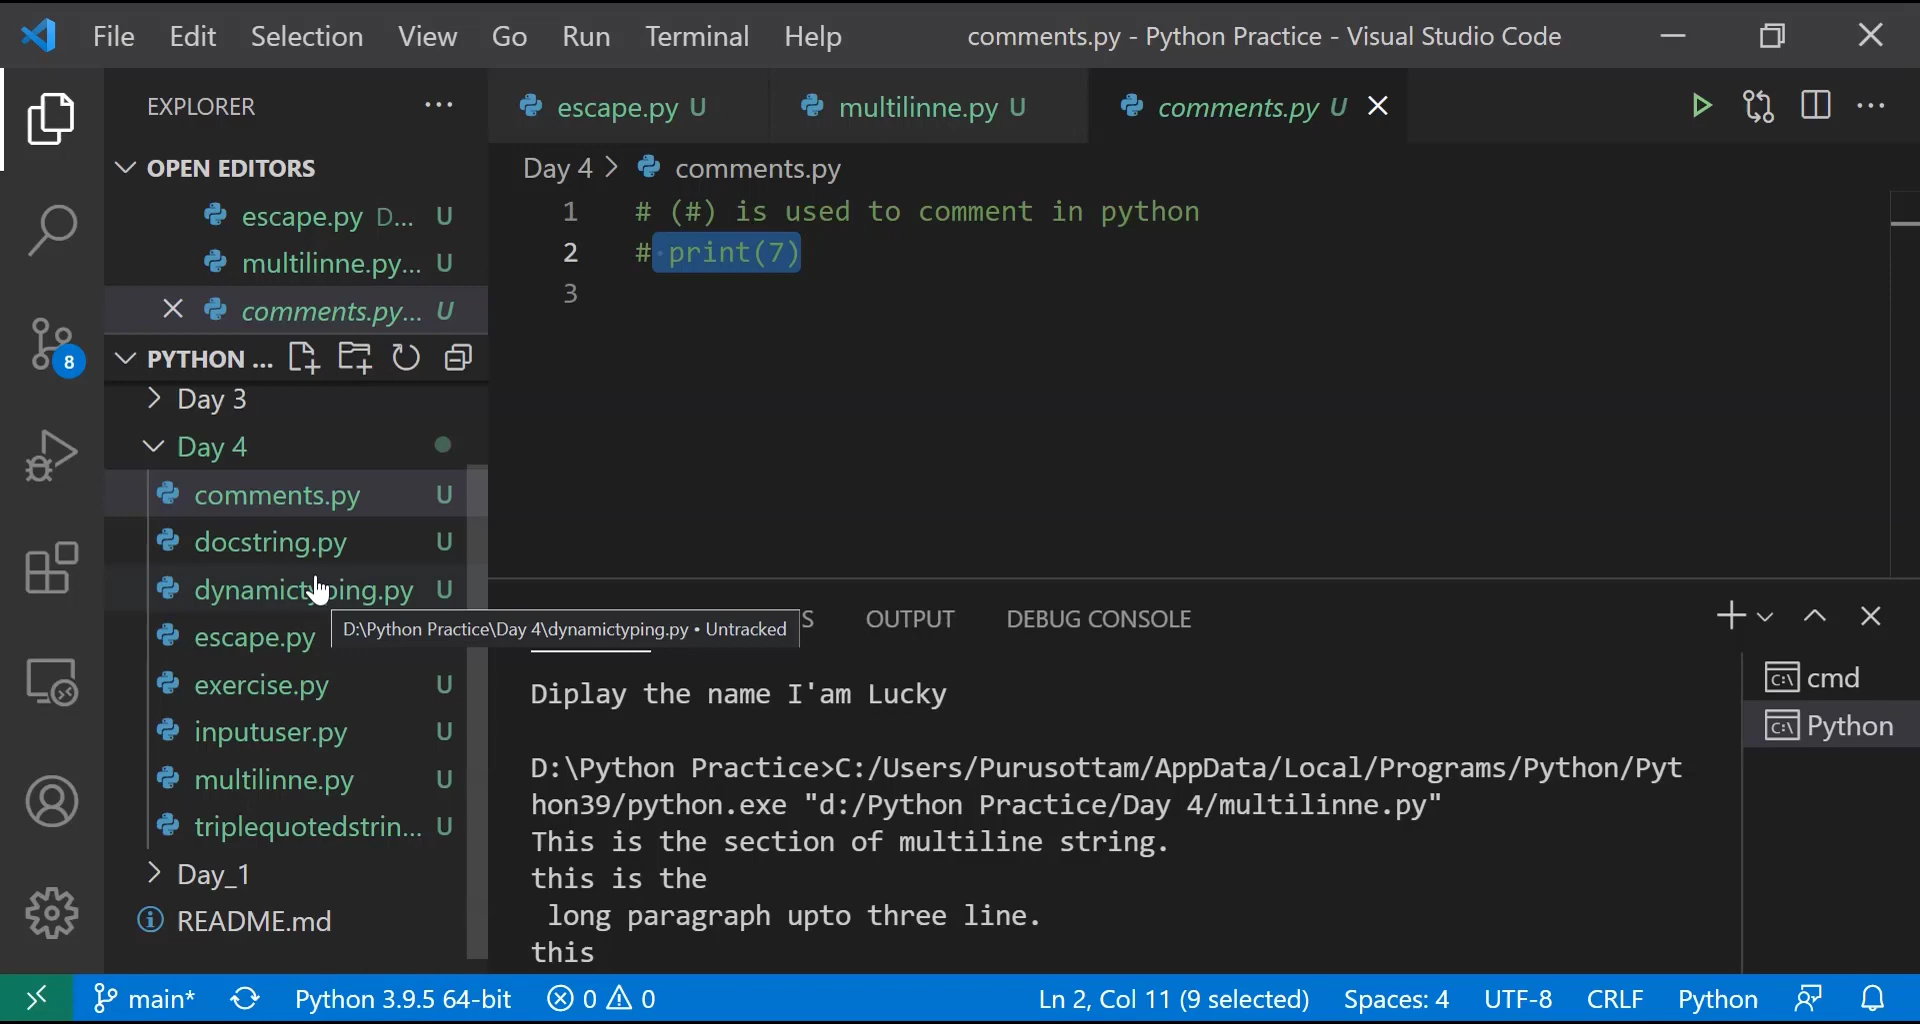 File Edit Selection View Go Run Terminal Help comments.py - Python Practice - Visual Studio Code
EXPLORER
OPEN EDITORS
escape.py D... U
multilinne.py... U
comments.py... U
8
PYTHON ...
Day 3
Day 4
comments.py U
docstring.py U
dynamictyping.py U
D:\Python Practice\Day 4\dynamictyping.py • Untracked
escape.py
exercise.py U
inputuser.py U
multilinne.py U
triplequotedstrin... U
Day_1
README.md
escape.py U multilinne.py U comments.py U
Day 4 > comments.py
1 # (#) is used to comment in python
2 # print(7)
3
S OUTPUT DEBUG CONSOLE
Diplay the name I'am Lucky
D:\Python Practice>C:/Users/Purusottam/AppData/Local/Programs/Python/Pyt
hon39/python.exe "d:/Python Practice/Day 4/multilinne.py"
This is the section of multiline string.
this is the
 long paragraph upto three line.
this
cmd
Python
main* Python 3.9.5 64-bit 0 0 Ln 2, Col 11 (9 selected) Spaces: 4 UTF-8 CRLF Python